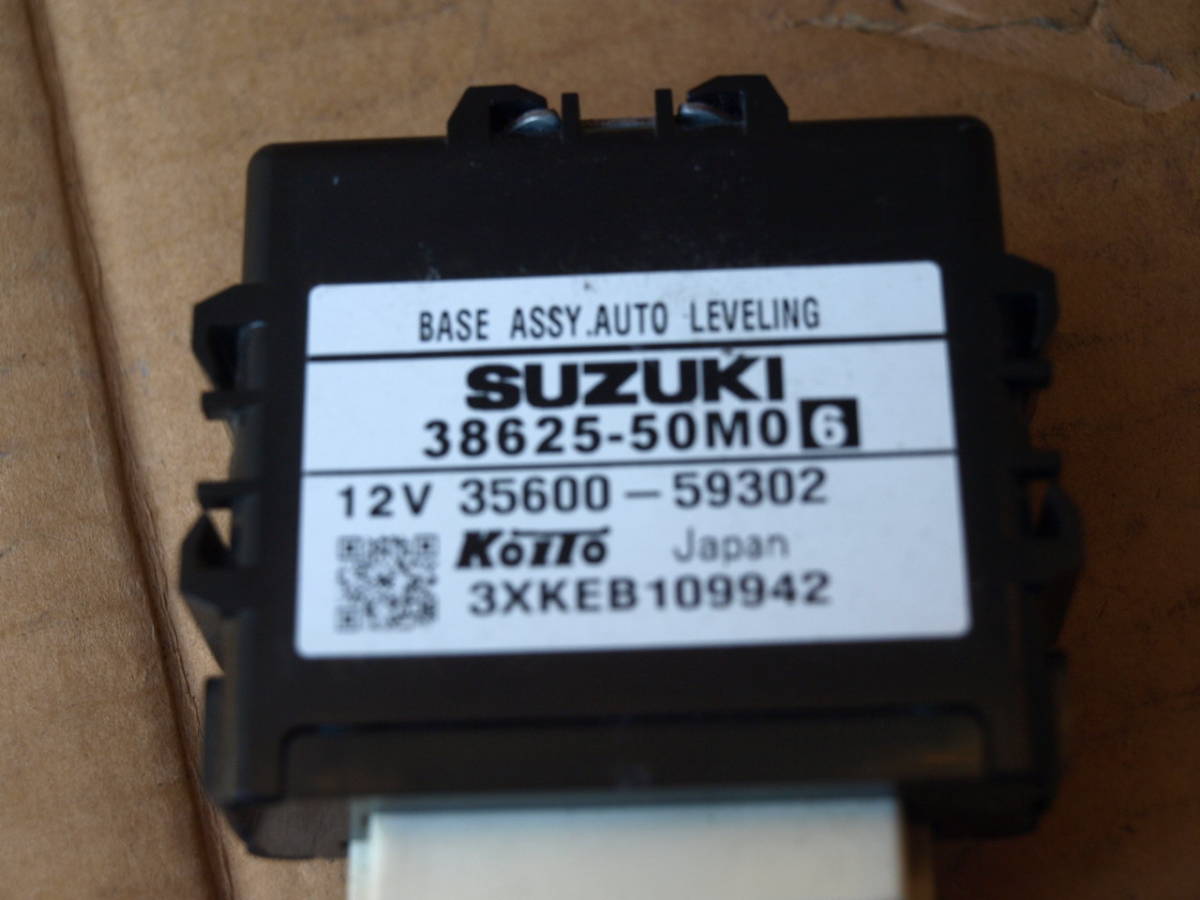 BASE ASSY.AUTO LEVELING
SUZUKI
38625-50M0 6
12V 35600-59302
KOITO Japan
3XKEB109942